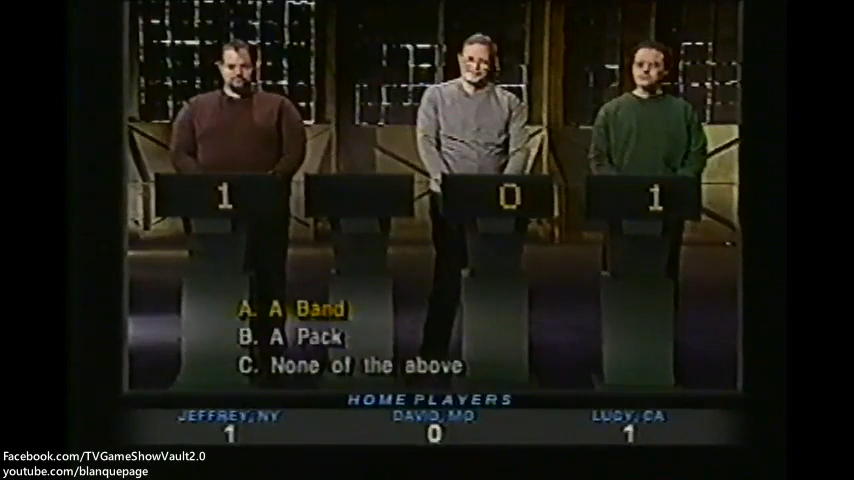 1 0 1
A. A Band
B. A Pack
C. None of the above
HOME PLAYERS
JEFFREY, NY DAVID, MO LUCY, CA
1 0 1
Facebook.com/TVGameShowVault2.0
youtube.com/blanquepage